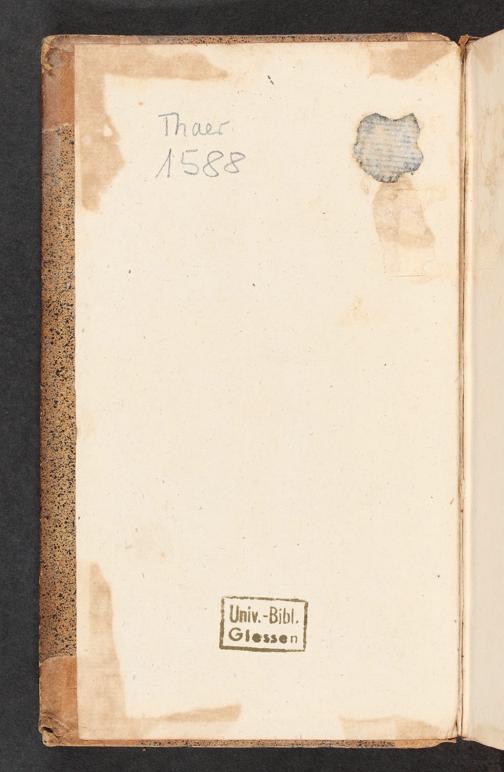 Thaer
1588
Univ.-Bibl.
Giessen